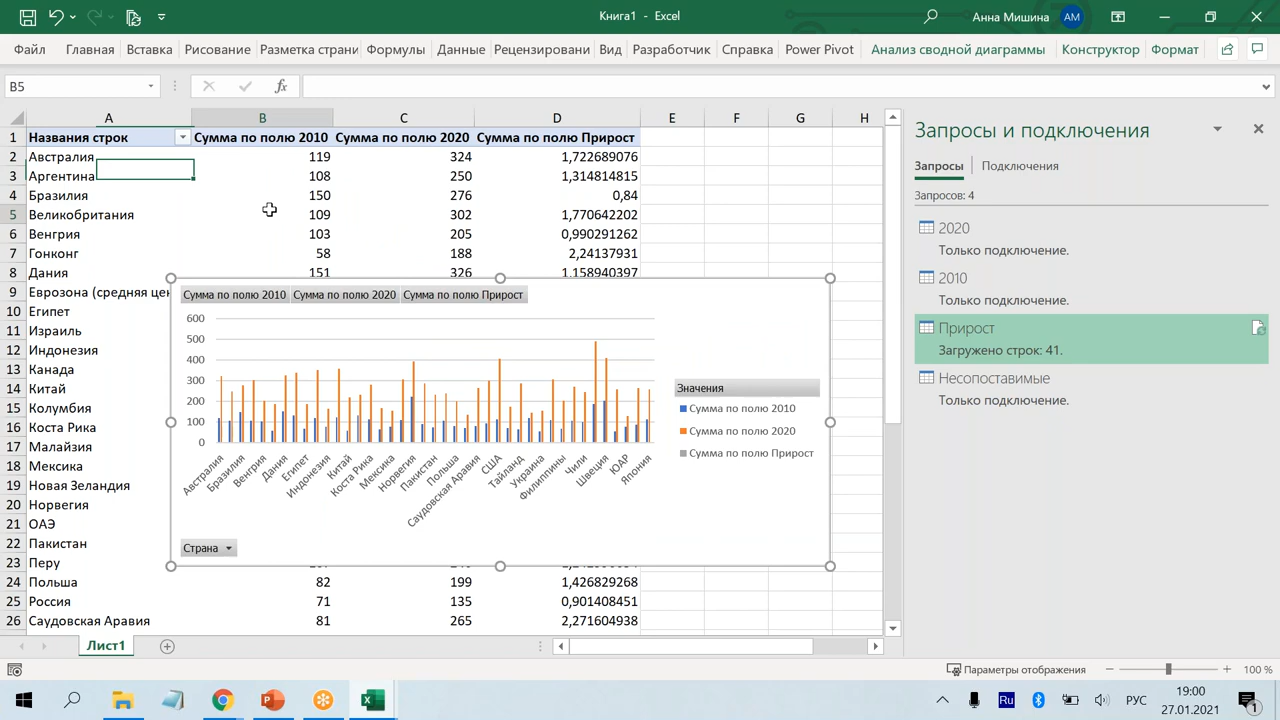 Книга1 - Excel
Анна Мишина
АМ
Файл Главная Вставка Рисование Разметка страни Формулы Данные Рецензировани Вид Разработчик Справка Power Pivot Анализ сводной диаграммы Конструктор Формат
B5
fx
A B C D E F G H
1 Названия строк Сумма по полю 2010 Сумма по полю 2020 Сумма по полю Прирост
2 Австралия 119 324 1,722689076
3 Аргентина 108 250 1,314814815
4 Бразилия 150 276 0,84
5 Великобритания 109 302 1,770642202
6 Венгрия 103 205 0,990291262
7 Гонконг 58 188 2,24137931
8 Дания 151 326 1,158940397
9 Еврозона (средняя цен
10 Египет
11 Израиль
12 Индонезия
13 Канада
14 Китай
15 Колумбия
16 Коста Рика
17 Малайзия
18 Мексика
19 Новая Зеландия
20 Норвегия
21 ОАЭ
22 Пакистан
23 Перу
24 Польша 82 199 1,426829268
25 Россия 71 135 0,901408451
26 Саудовская Аравия 81 265 2,271604938
Сумма по полю 2010 Сумма по полю 2020 Сумма по полю Прирост
600
500
400
300
200
100
0
Австралия Бразилия Венгрия Дания Египет Индонезия Китай Коста Рика Мексика Норвегия Пакистан Польша Саудовская Аравия США Тайланд Украина Филиппины Чили Швеция ЮАР Япония
Значения
Сумма по полю 2010
Сумма по полю 2020
Сумма по полю Прирост
Страна
Запросы и подключения
Запросы Подключения
Запросов: 4
2020
Только подключение.
2010
Только подключение.
Прирост
Загружено строк: 41.
Несопоставимые
Только подключение.
Лист1
Параметры отображения
100 %
Ru
РУС
19:00
27.01.2021
1